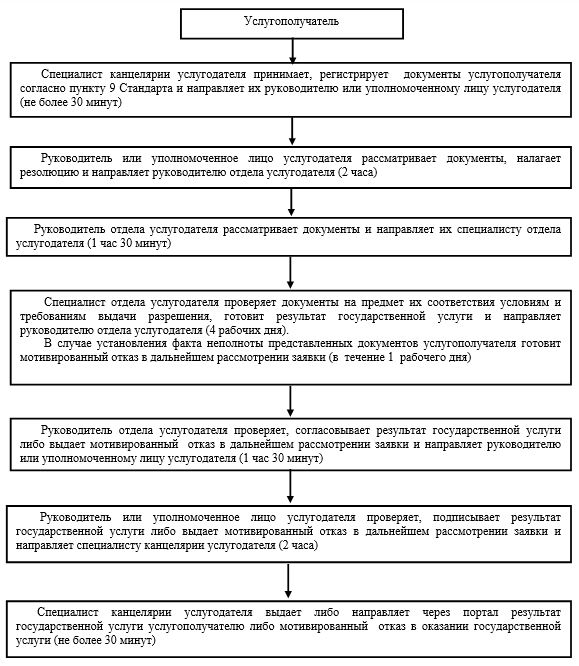 Услугополучатель
Специалист канцелярии услугодателя принимает, регистрирует документы услугополучателя
согласно пункту 9 Стандарта и направляет их руководителю или уполномоченному лицу услугодателя
(не более 30 минут)
Руководитель или уполномоченное лицо услугодателя рассматривает документы, налагает
резолюцию и направляет руководителю отдела услугодателя (2 часа)
Руководитель отдела услугодателя рассматривает документы и направляет их специалисту отдела
услугодателя (1 час 30 минут)
Специалист отдела услугодателя проверяет документы на предмет их соответствия условиям и
требованиям выдачи разрешения, готовит результат государственной услуги и направляет
руководителю отдела услугодателя (4 рабочих дня).
В случае установления факта неполноты представленных документов услугополучателя готовит
мотивированный отказ в дальнейшем рассмотрении заявки (в течение 1 рабочего дня)
Руководитель отдела услугодателя проверяет, согласовывает результат государственной услуги
либо выдает мотивированный отказ в дальнейшем рассмотрении заявки и направляет руководителю
или уполномоченному лицу услугодателя (1 час 30 минут)
Руководитель или уполномоченное лицо услугодателя проверяет, подписывает результат
государственной услуги либо выдает мотивированный отказ в дальнейшем рассмотрении заявки и
направляет специалисту канцелярии услугодателя (2 часа)
Специалист канцелярии услугодателя выдает либо направляет через портал результат
государственной услуги услугополучателю либо мотивированный отказ в оказании государственной
услуги (не более 30 минут)